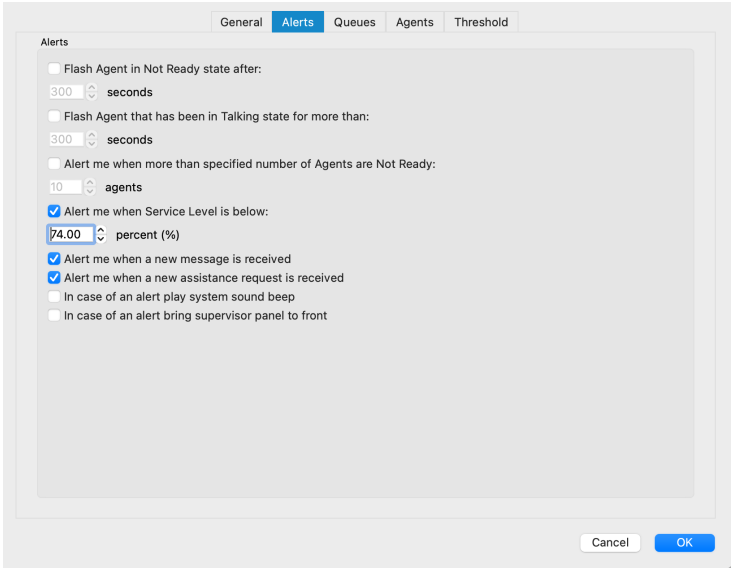 General Alerts Queues Agents Threshold
Alerts
Flash Agent in Not Ready state after:
300 seconds
Flash Agent that has been in Talking state for more than:
300 seconds
Alert me when more than specified number of Agents are Not Ready:
10 agents
Alert me when Service Level is below:
74.00 percent (%)
Alert me when a new message is received
Alert me when a new assistance request is received
In case of an alert play system sound beep
In case of an alert bring supervisor panel to front
Cancel OK